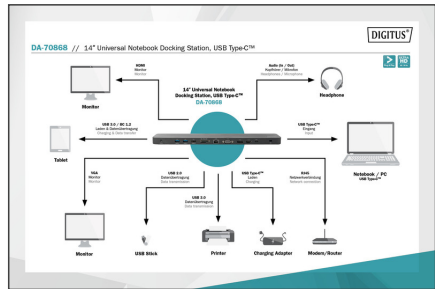 DIGITUS®
DA-70868 // 14" Universal Notebook Docking Station, USB Type-C™
HDMI
Monitor
Monitor
Audio (In / Out)
Kopfhörer / Mikrofon
Headphones / Microphone
Monitor
14" Universal Notebook
Docking Station, USB Type-C™
DA-70868
Headphone
USB 3.0 / BC 1.2
Laden & Datenübertragung
Charging & Data transfer
USB Type-C™
Eingang
Input
Tablet
Notebook / PC
USB Type-C™
VGA
Monitor
Monitor
USB 3.0
Datenübertragung
Data transmission
USB 3.0
Datenübertragung
Data transmission
USB Type-C™
Laden
Charging
RJ45
Netzwerkverbindung
Network connection
Monitor
USB Stick
Printer
Charging Adapter
Modem/Router